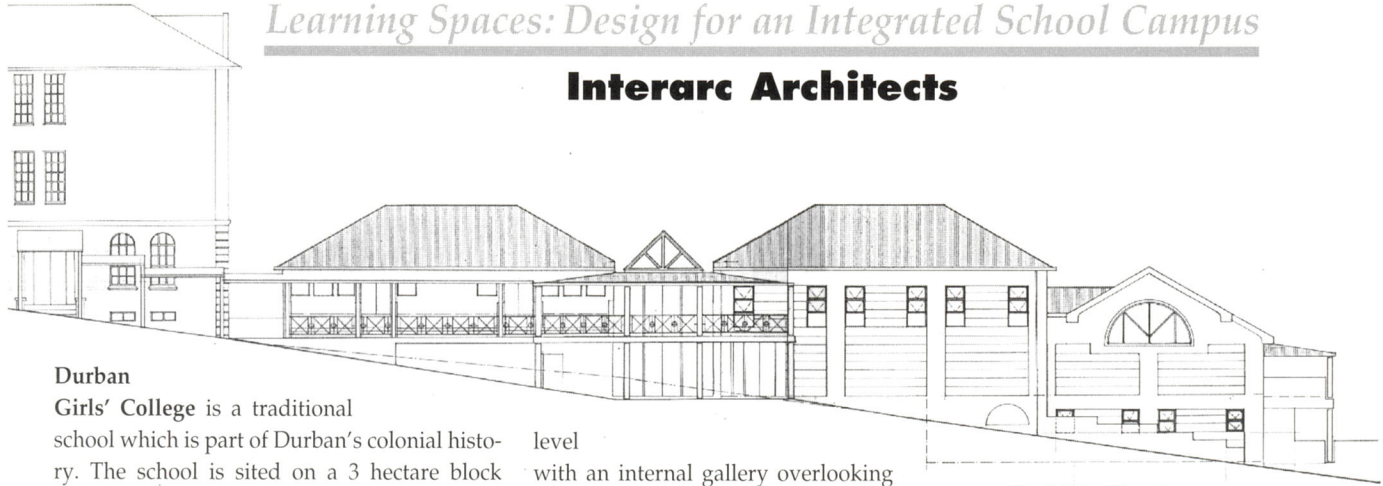 Learning Spaces: Design for an Integrated School Campus
Interarc Architects
Durban
Girls' College is a traditional
school which is part of Durban's colonial histo-
ry. The school is sited on a 3 hectare block
level
with an internal gallery overlooking